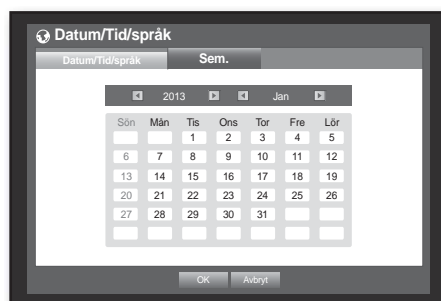 Datum/Tid/språk
Datum/Tid/språk Sem.
2013 Jan
Sön Mån Tis Ons Tor Fre Lör
1 2 3 4 5
6 7 8 9 10 11 12
13 14 15 16 17 18 19
20 21 22 23 24 25 26
27 28 29 30 31
OK Avbryt